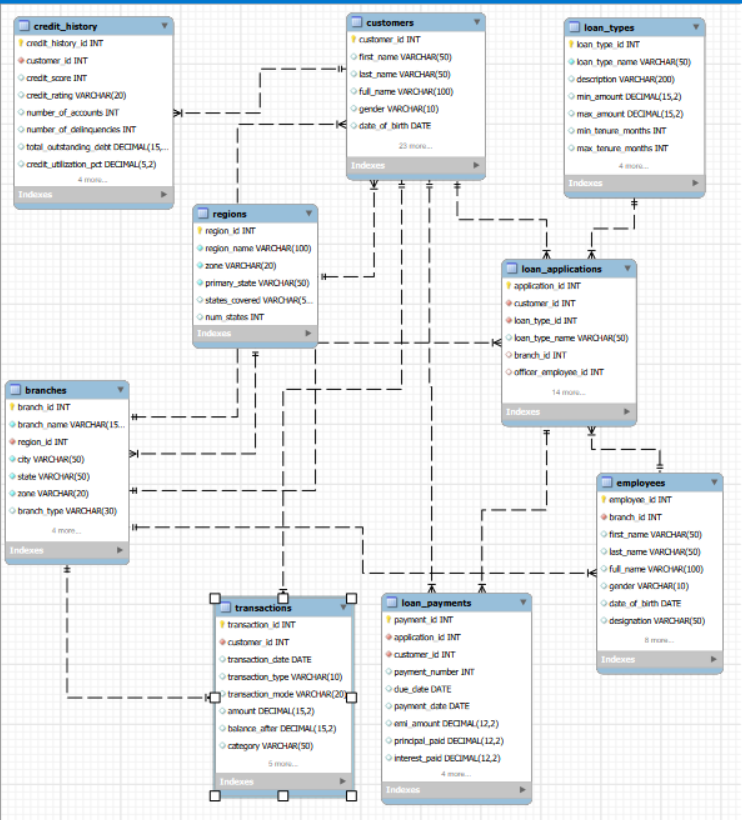 credit_history
credit_history_id INT
customer_id INT
credit_score INT
credit_rating VARCHAR(20)
number_of_accounts INT
number_of_delinquencies INT
total_outstanding_debt DECIMAL(15,...
credit_utilization_pct DECIMAL(5,2)
4 more...
Indexes
customers
customer_id INT
first_name VARCHAR(50)
last_name VARCHAR(50)
full_name VARCHAR(100)
gender VARCHAR(10)
date_of_birth DATE
23 more...
Indexes
loan_types
loan_type_id INT
loan_type_name VARCHAR(50)
description VARCHAR(200)
min_amount DECIMAL(15,2)
max_amount DECIMAL(15,2)
min_tenure_months INT
max_tenure_months INT
4 more...
Indexes
regions
region_id INT
region_name VARCHAR(100)
zone VARCHAR(20)
primary_state VARCHAR(50)
states_covered VARCHAR(5...
num_states INT
Indexes
loan_applications
application_id INT
customer_id INT
loan_type_id INT
loan_type_name VARCHAR(50)
branch_id INT
officer_employee_id INT
14 more...
Indexes
branches
branch_id INT
branch_name VARCHAR(15...
region_id INT
city VARCHAR(50)
state VARCHAR(50)
zone VARCHAR(20)
branch_type VARCHAR(30)
4 more...
Indexes
employees
employee_id INT
branch_id INT
first_name VARCHAR(50)
last_name VARCHAR(50)
full_name VARCHAR(100)
gender VARCHAR(10)
date_of_birth DATE
designation VARCHAR(50)
8 more...
Indexes
transactions
transaction_id INT
customer_id INT
transaction_date DATE
transaction_type VARCHAR(10)
transaction_mode VARCHAR(20)
amount DECIMAL(15,2)
balance_after DECIMAL(15,2)
category VARCHAR(50)
5 more...
Indexes
loan_payments
payment_id INT
application_id INT
customer_id INT
payment_number INT
due_date DATE
payment_date DATE
emi_amount DECIMAL(12,2)
principal_paid DECIMAL(12,2)
interest_paid DECIMAL(12,2)
4 more...
Indexes